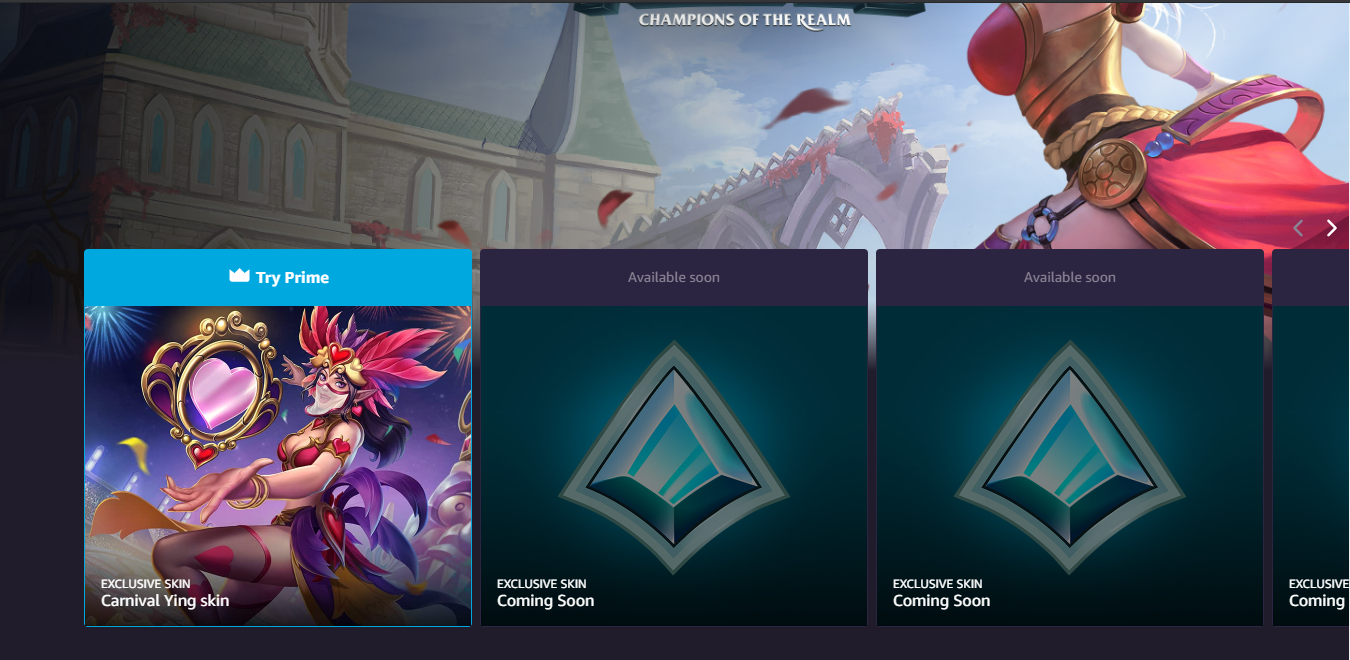 CHAMPIONS OF THE REALM
Try Prime
Available soon
Available soon
EXCLUSIVE SKIN
Carnival Ying skin
EXCLUSIVE SKIN
Coming Soon
EXCLUSIVE SKIN
Coming Soon
EXCLUSIVE
Coming